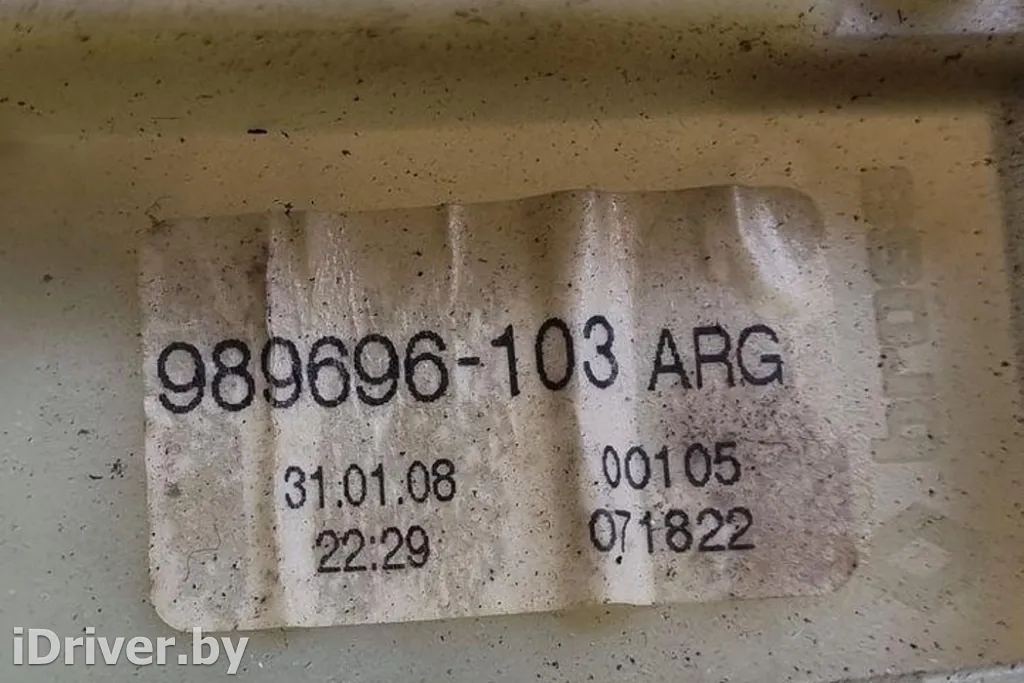 989696-103 ARG
31.01.08 00105
22:29 071822
iDriver.by